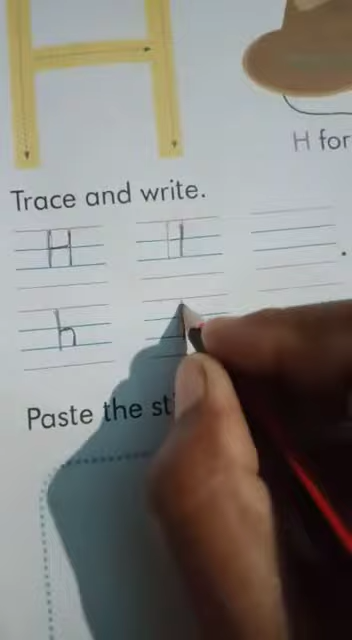 H
H for
Trace and write.
H H
h
Paste the st